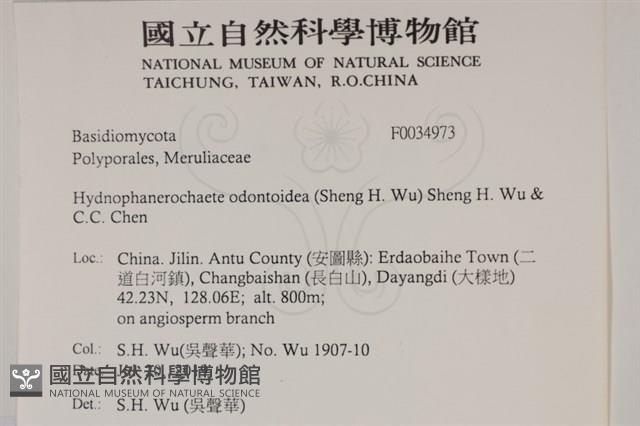 國立自然科學博物館
NATIONAL MUSEUM OF NATURAL SCIENCE
TAICHUNG, TAIWAN, R.O.CHINA
Basidiomycota F0034973
Polyporales, Meruliaceae
Hydnophanerochaete odontoidea (Sheng H. Wu) Sheng H. Wu &
C.C. Chen
Loc.: China. Jilin. Antu County (安圖縣): Erdaobaihe Town (二
道白河鎮), Changbaishan (長白山), Dayangdi (大樣地)
42.23N, 128.06E; alt. 800m;
on angiosperm branch
Col.: S.H. Wu(吳聲華); No. Wu 1907-10
國立自然科學博物館
NATIONAL MUSEUM OF NATURAL SCIENCE
Det.: S.H. Wu (吳聲華)